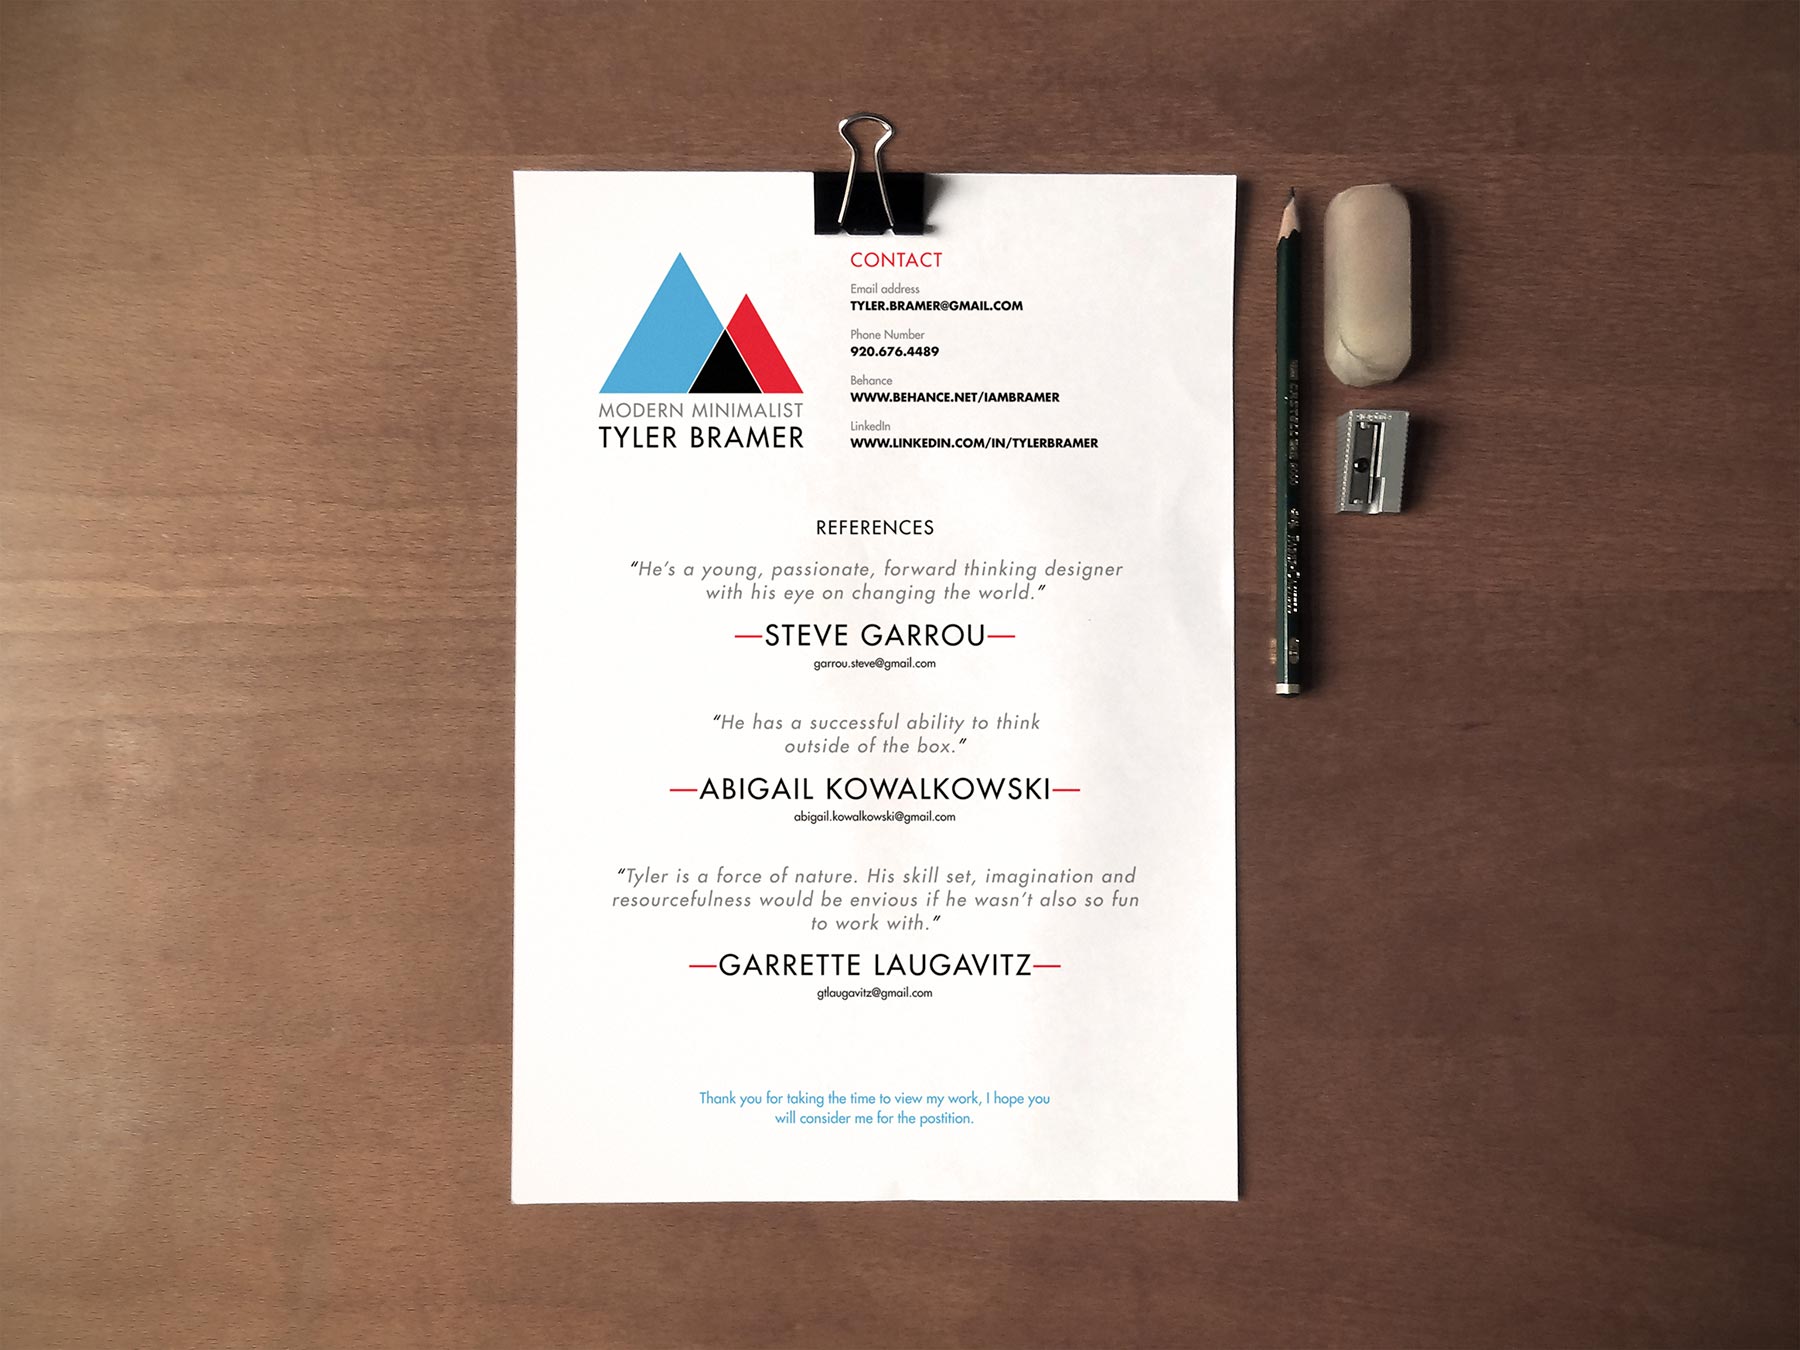 MODERN MINIMALIST
TYLER BRAMER
CONTACT
Email address
TYLER.BRAMER@GMAIL.COM
Phone Number
920.676.4489
Behance
WWW.BEHANCE.NET/IAMBRAMER
LinkedIn
WWW.LINKEDIN.COM/IN/TYLERBRAMER
REFERENCES
“He’s a young, passionate, forward thinking designer
with his eye on changing the world.”
—STEVE GARROU—
garrou.steve@gmail.com
“He has a successful ability to think
outside of the box.”
—ABIGAIL KOWALKOWSKI—
abigail.kowalkowski@gmail.com
“Tyler is a force of nature. His skill set, imagination and
resourcefulness would be envious if he wasn’t also so fun
to work with.”
—GARRETTE LAUGAVITZ—
gtlaugavitz@gmail.com
Thank you for taking the time to view my work, I hope you
will consider me for the postition.